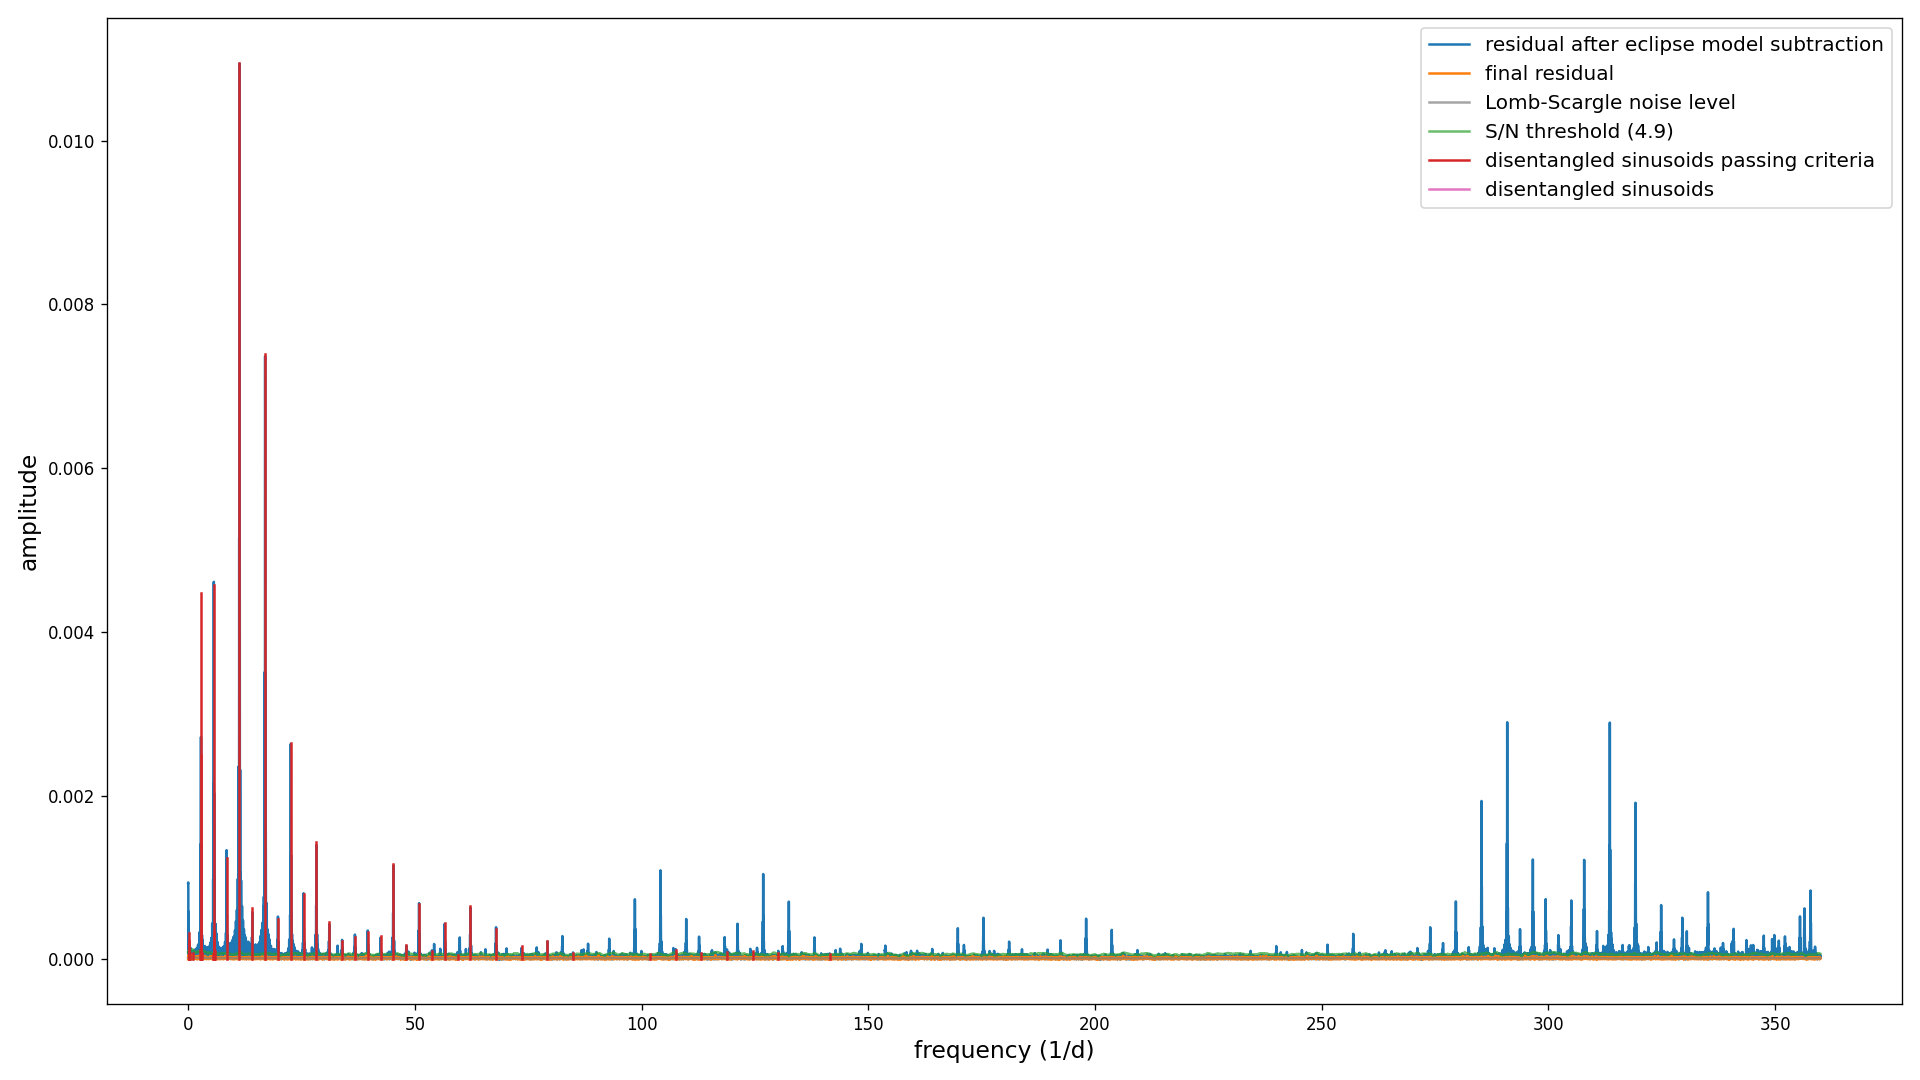 residual after eclipse model subtraction
final residual
Lomb-Scargle noise level
S/N threshold (4.9)
disentangled sinusoids passing criteria
disentangled sinusoids
amplitude
0.010
0.008
0.006
0.004
0.002
0.000
0 50 100 150 200 250 300 350
frequency (1/d)